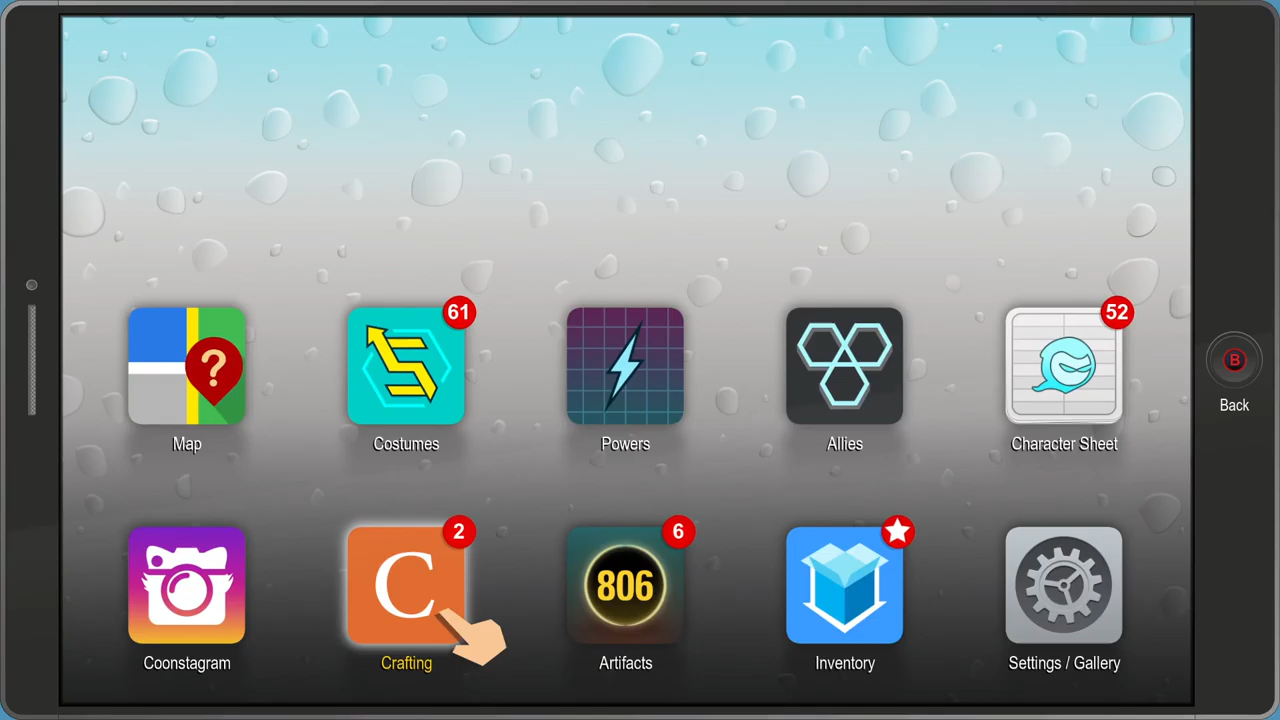 61
52
?
Map
Costumes
Powers
Allies
Character Sheet
B
Back
2
6
C
806
Coonstagram
Crafting
Artifacts
Inventory
Settings / Gallery